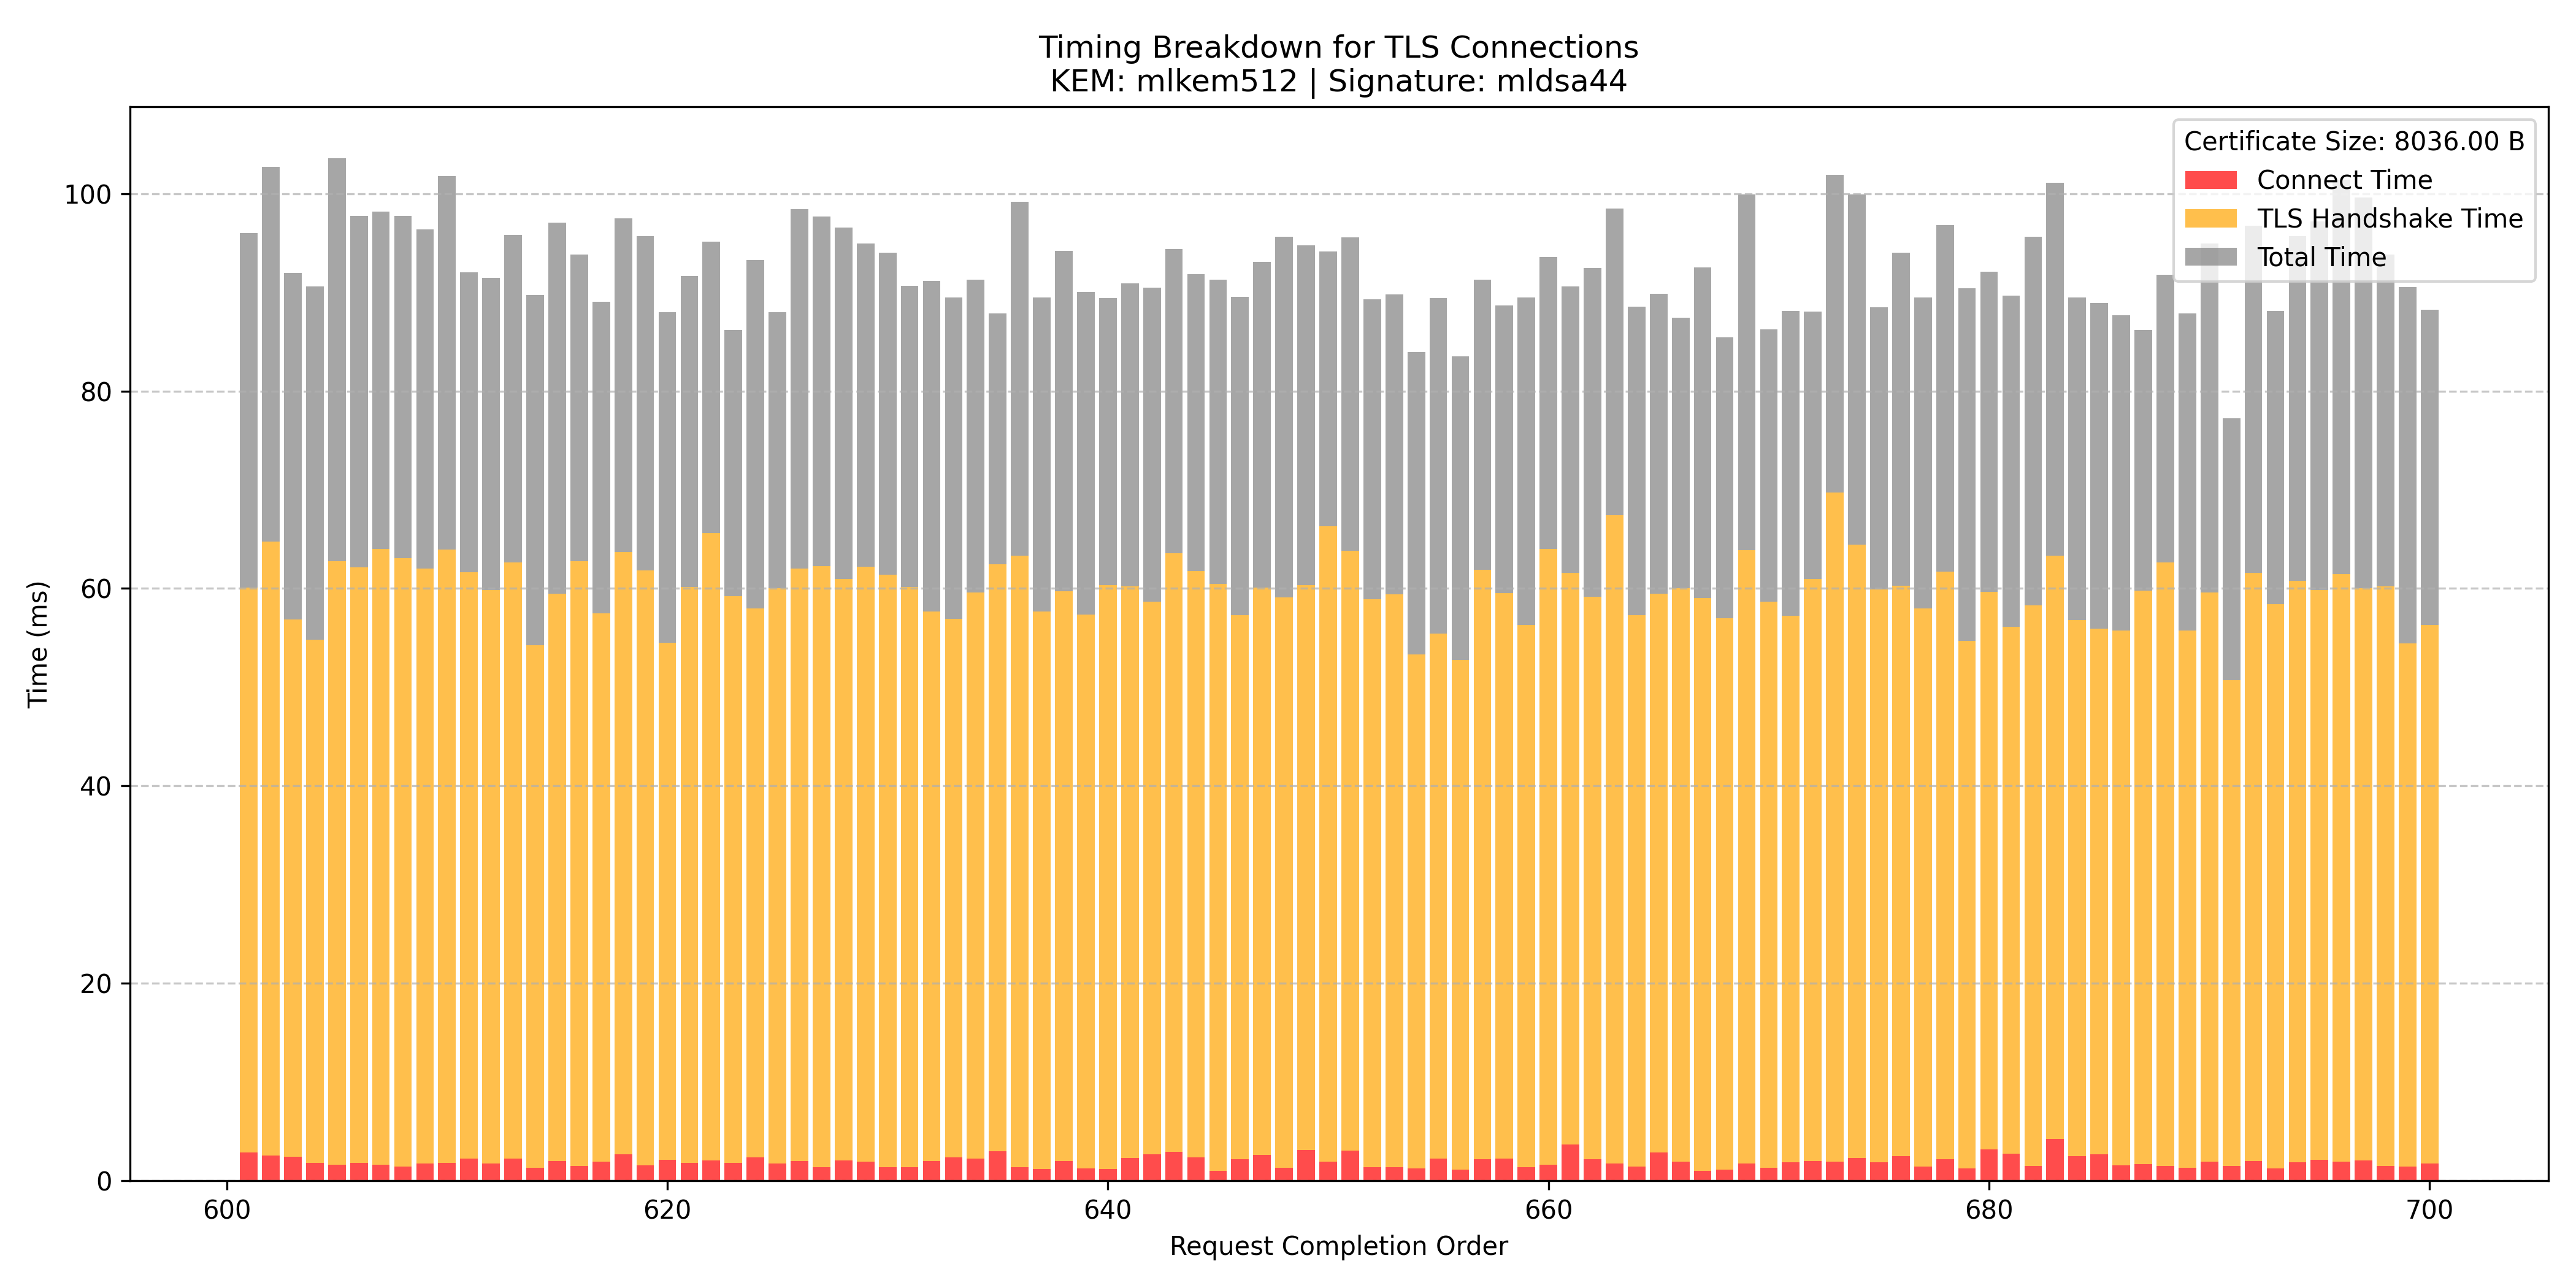 Timing Breakdown for TLS Connections
KEM: mlkem512 | Signature: mldsa44
Certificate Size: 8036.00 B
Connect Time
TLS Handshake Time
Total Time
Time (ms)
100
80
60
40
20
0
600 620 640 660 680 700
Request Completion Order